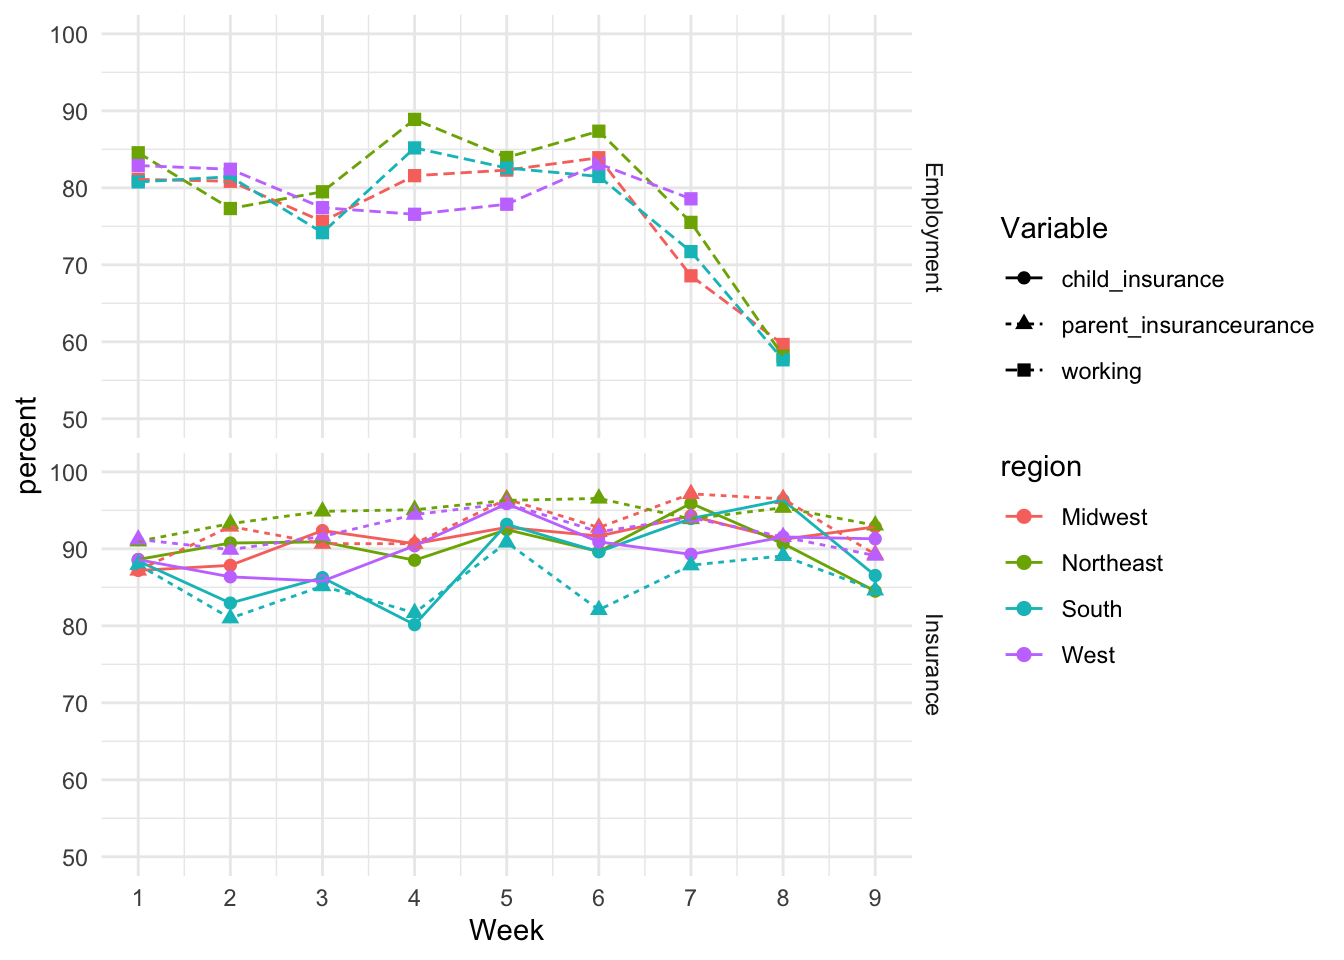 100
90
80
70
60
50
Employment
percent
100
90
80
70
60
50
Insurance
1 2 3 4 5 6 7 8 9
Week
Variable
child_insurance
parent_insuranceurance
working
region
Midwest
Northeast
South
West